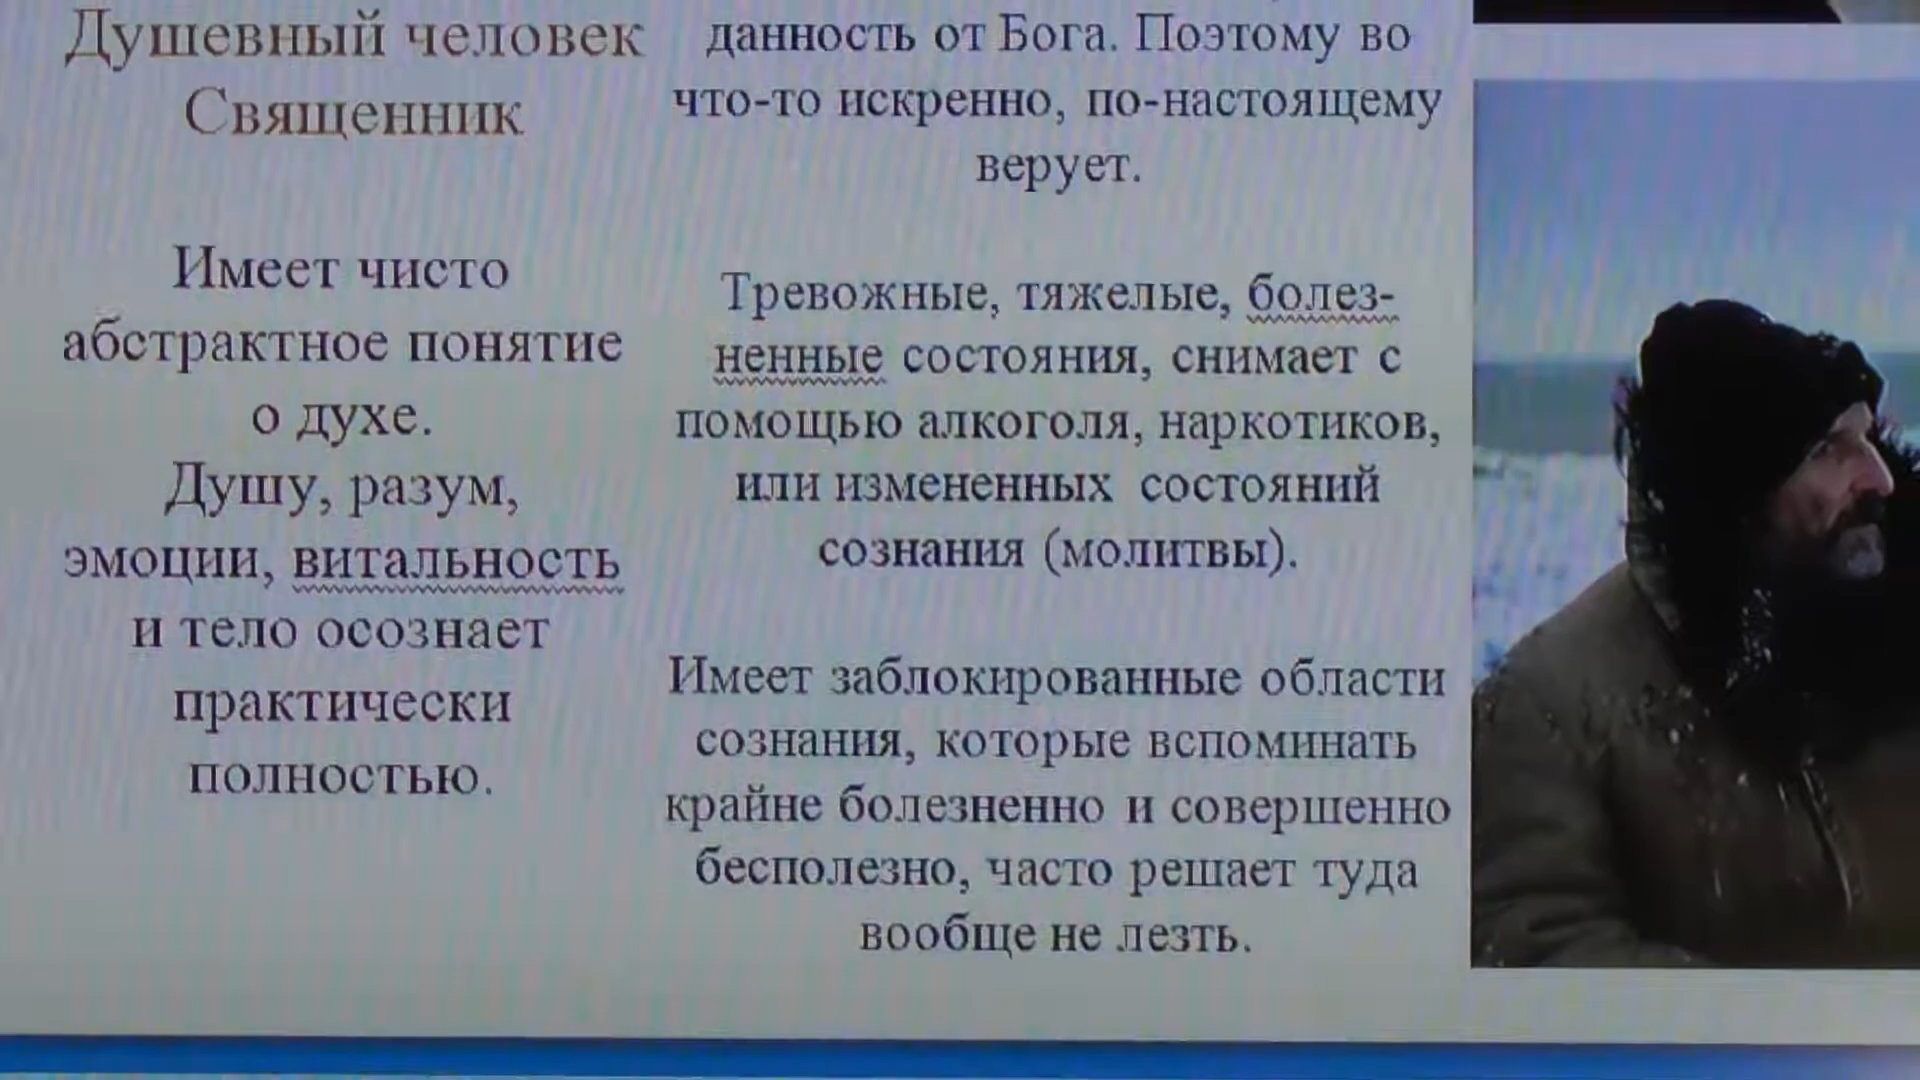 Душевный человек
Священник
Имеет чисто
абстрактное понятие
о духе.
Душу, разум,
эмоции, витальность
и тело осознает
практически
полностью.
данность от Бога. Поэтому во
что-то искренно, по-настоящему
верует.
Тревожные, тяжелые, болез-
ненные состояния, снимает с
помощью алкоголя, наркотиков,
или измененных состояний
сознания (молитвы).
Имеет заблокированные области
сознания, которые вспоминать
крайне болезненно и совершенно
бесполезно, часто решает туда
вообще не лезть.